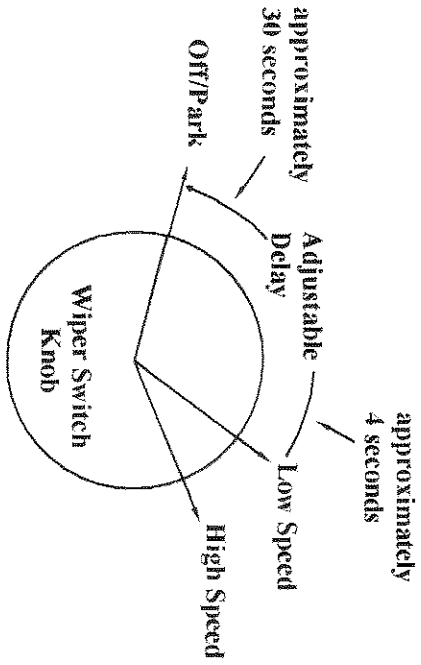 approximately
30 seconds
Off/Park
Adjustable
Delay
approximately
4 seconds
Low Speed
High Speed
Wiper Switch
Knob